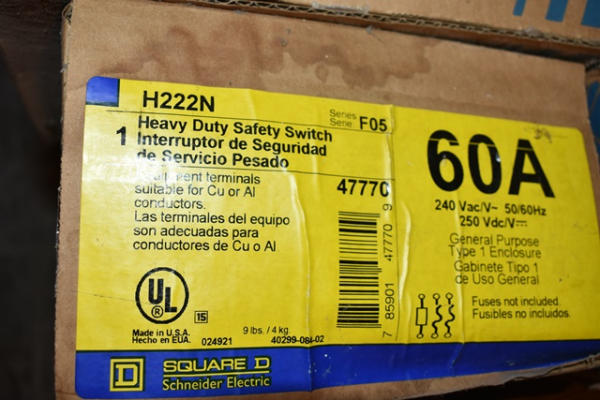 H222N
Series
Serie F05
1 Heavy Duty Safety Switch
Interruptor de Seguridad
de Servicio Pesado
terminals
suitable for Cu or Al
conductors.
Las terminales del equipo
son adecuadas para
conductores de Cu o Al
47770
7 85901 47770 9
UL
15
Made in U.S.A.
Hecho en EUA.
024921
9 lbs. / 4 kg.
60A
240 Vac/V~ 50/60Hz
250 Vdc/V⎓
General Purpose
Type 1 Enclosure
Gabinete Tipo 1
de Uso General
Fuses not included.
Fusibles no incluidos.
D SQUARE D
Schneider Electric